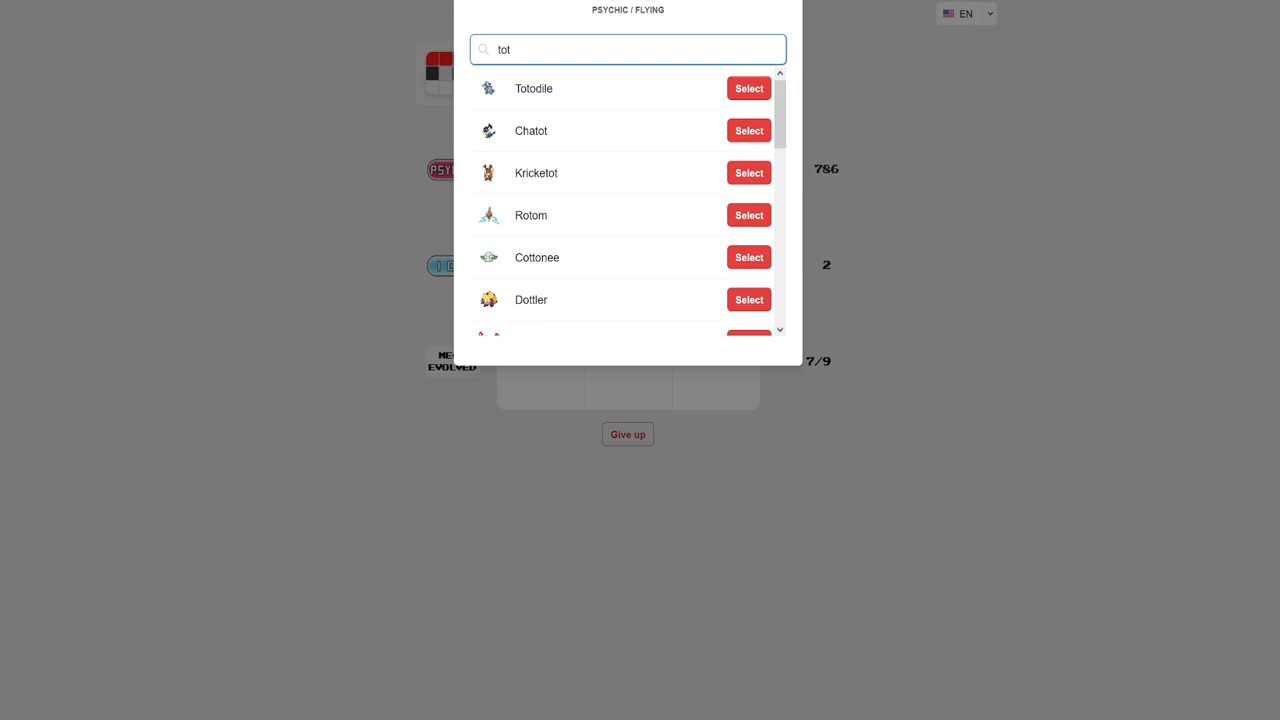 PSYCHIC / FLYING
EN
tot
Totodile Select
Chatot Select
PSY 786
Kricketot Select
Rotom Select
Cottonee Select
2
Dottler Select
EVOLVED
7/9
Give up